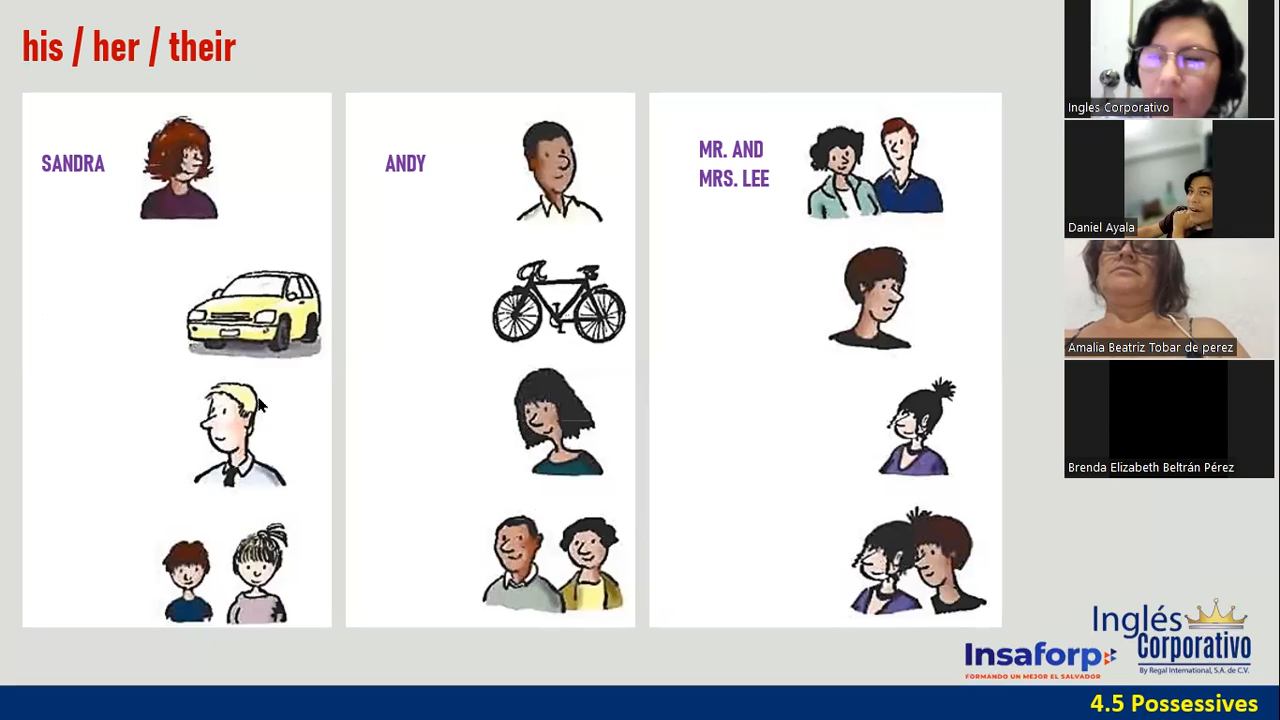 his / her / their
SANDRA
ANDY
MR. AND
MRS. LEE
Ingles Corporativo
Daniel Ayala
Amalia Beatriz Tobar de perez
Brenda Elizabeth Beltrán Pérez
Insaforp
FORMANDO UN MEJOR EL SALVADOR
Inglés
Corporativo
By Regal International, S.A. de C.V.
4.5 Possessives